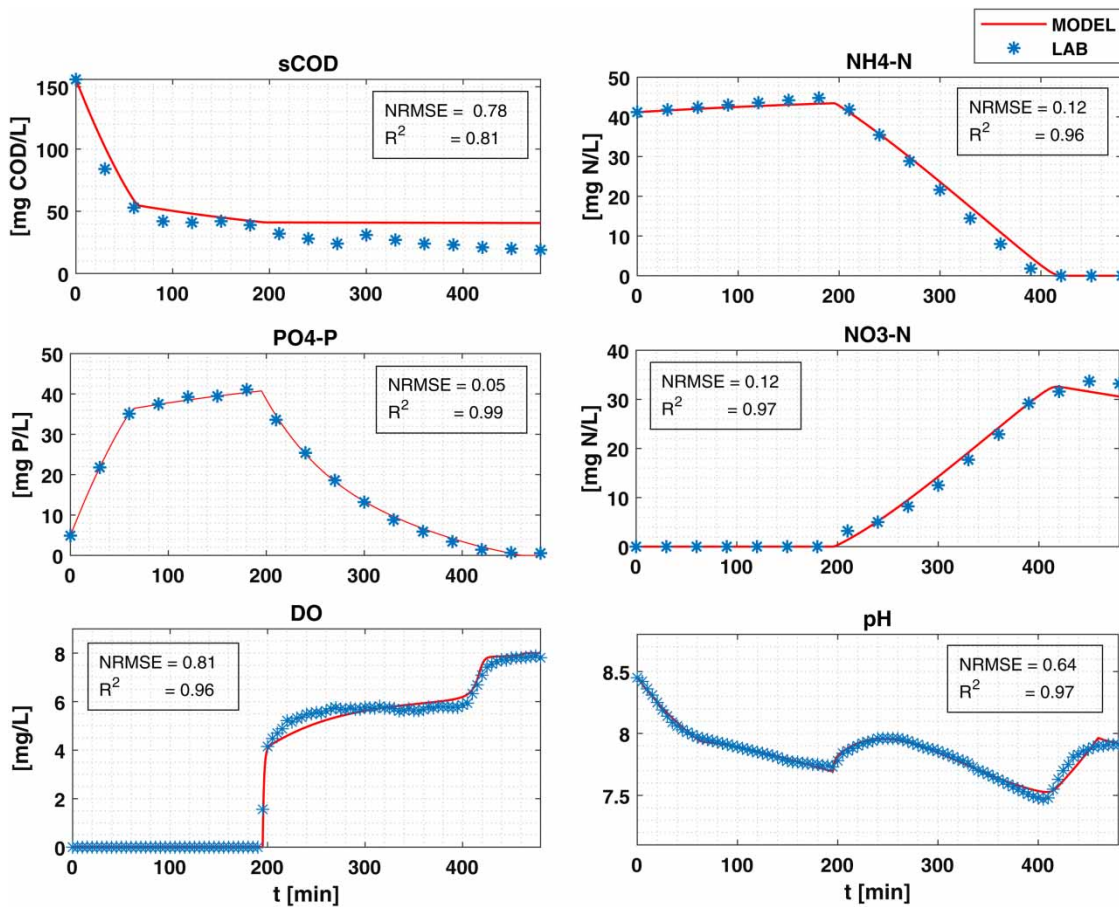 MODEL
LAB
sCOD
NRMSE = 0.78
R² = 0.81
[mg COD/L]
150
100
50
0
0 100 200 300 400
NH4-N
NRMSE = 0.12
R² = 0.96
[mg N/L]
50
40
30
20
10
0
0 100 200 300 400
PO4-P
NRMSE = 0.05
R² = 0.99
[mg P/L]
50
40
30
20
10
0
0 100 200 300 400
NO3-N
NRMSE = 0.12
R² = 0.97
[mg N/L]
40
30
20
10
0
0 100 200 300 400
DO
NRMSE = 0.81
R² = 0.96
[mg/L]
8
6
4
2
0
0 100 200 300 400
t [min]
pH
NRMSE = 0.64
R² = 0.97
8.5
8
7.5
0 100 200 300 400
t [min]